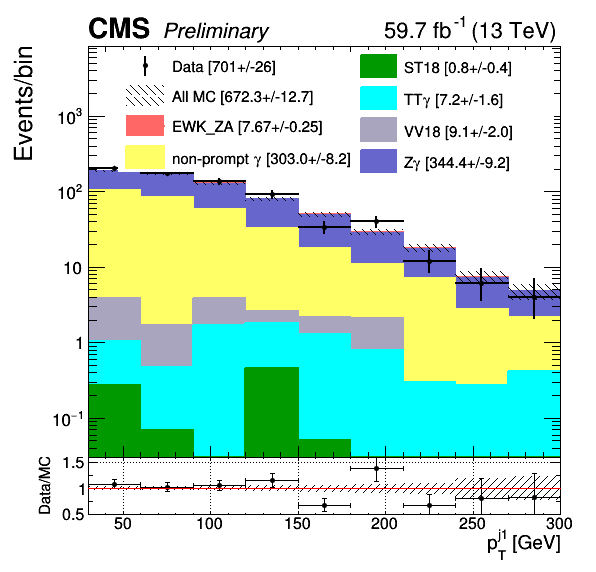 CMS Preliminary 59.7 fb⁻¹ (13 TeV)
Events/bin
Data [701+/-26]
All MC [672.3+/-12.7]
EWK_ZA [7.67+/-0.25]
non-prompt γ [303.0+/-8.2]
ST18 [0.8+/-0.4]
TTγ [7.2+/-1.6]
VV18 [9.1+/-2.0]
Zγ [344.4+/-9.2]
10³
10²
10
1
10⁻¹
Data/MC
1.5
1
0.5
50 100 150 200 250 300
p_T^j1 [GeV]